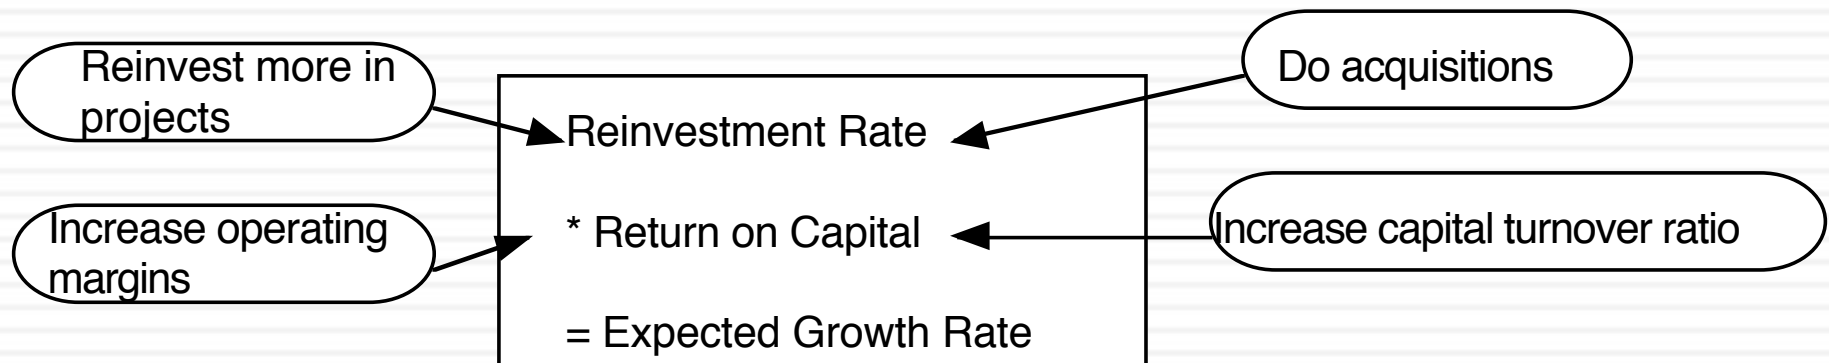 Reinvest more in
projects
Do acquisitions
Reinvestment Rate
Increase operating
margins
* Return on Capital
Increase capital turnover ratio
= Expected Growth Rate